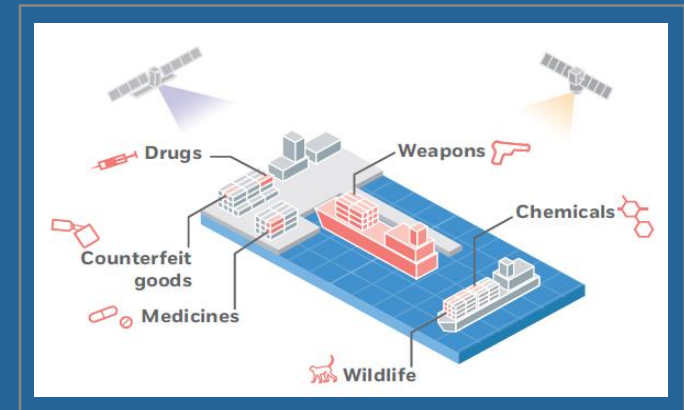 Drugs
Weapons
Chemicals
Counterfeit
goods
Medicines
Wildlife